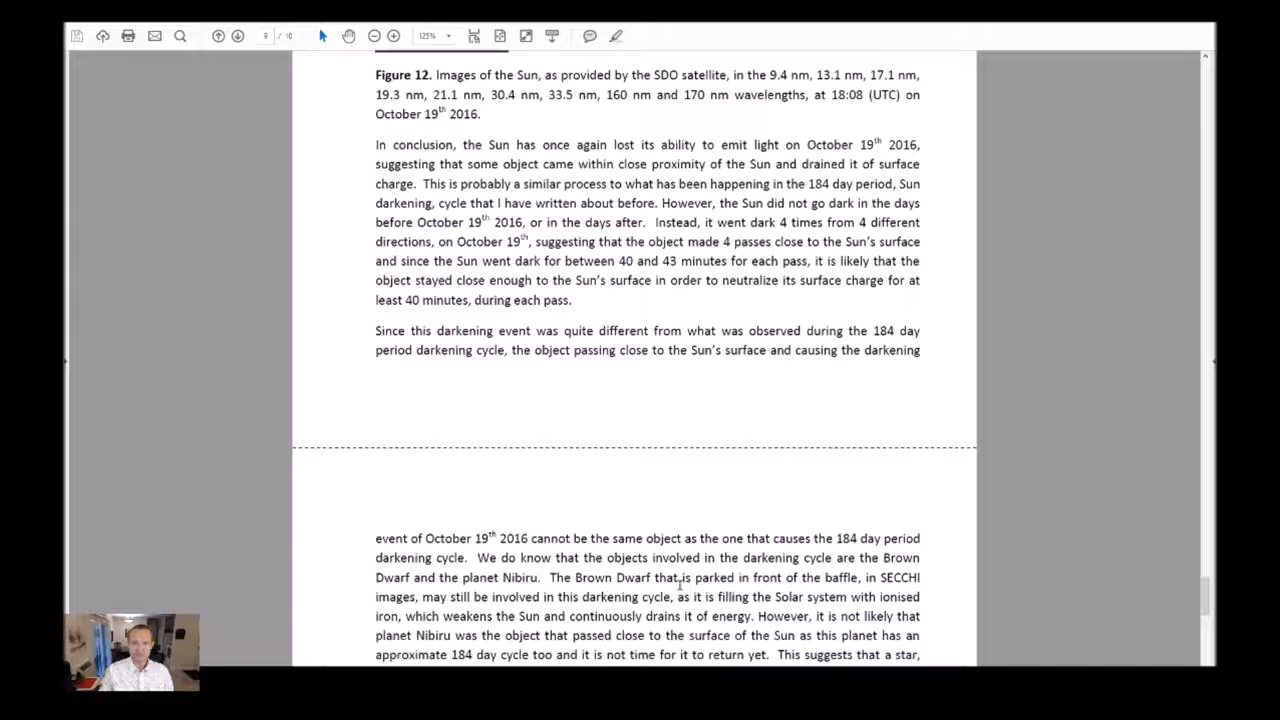 9 / 10
125%
Figure 12. Images of the Sun, as provided by the SDO satellite, in the 9.4 nm, 13.1 nm, 17.1 nm,
19.3 nm, 21.1 nm, 30.4 nm, 33.5 nm, 160 nm and 170 nm wavelengths, at 18:08 (UTC) on
October 19th 2016.
In conclusion, the Sun has once again lost its ability to emit light on October 19th 2016,
suggesting that some object came within close proximity of the Sun and drained it of surface
charge. This is probably a similar process to what has been happening in the 184 day period, Sun
darkening, cycle that I have written about before. However, the Sun did not go dark in the days
before October 19th 2016, or in the days after. Instead, it went dark 4 times from 4 different
directions, on October 19th, suggesting that the object made 4 passes close to the Sun's surface
and since the Sun went dark for between 40 and 43 minutes for each pass, it is likely that the
object stayed close enough to the Sun's surface in order to neutralize its surface charge for at
least 40 minutes, during each pass.
Since this darkening event was quite different from what was observed during the 184 day
period darkening cycle, the object passing close to the Sun's surface and causing the darkening
event of October 19th 2016 cannot be the same object as the one that causes the 184 day period
darkening cycle. We do know that the objects involved in the darkening cycle are the Brown
Dwarf and the planet Nibiru. The Brown Dwarf that is parked in front of the baffle, in SECCHI
images, may still be involved in this darkening cycle, as it is filling the Solar system with ionised
iron, which weakens the Sun and continuously drains it of energy. However, it is not likely that
planet Nibiru was the object that passed close to the surface of the Sun as this planet has an
approximate 184 day cycle too and it is not time for it to return yet. This suggests that a star,